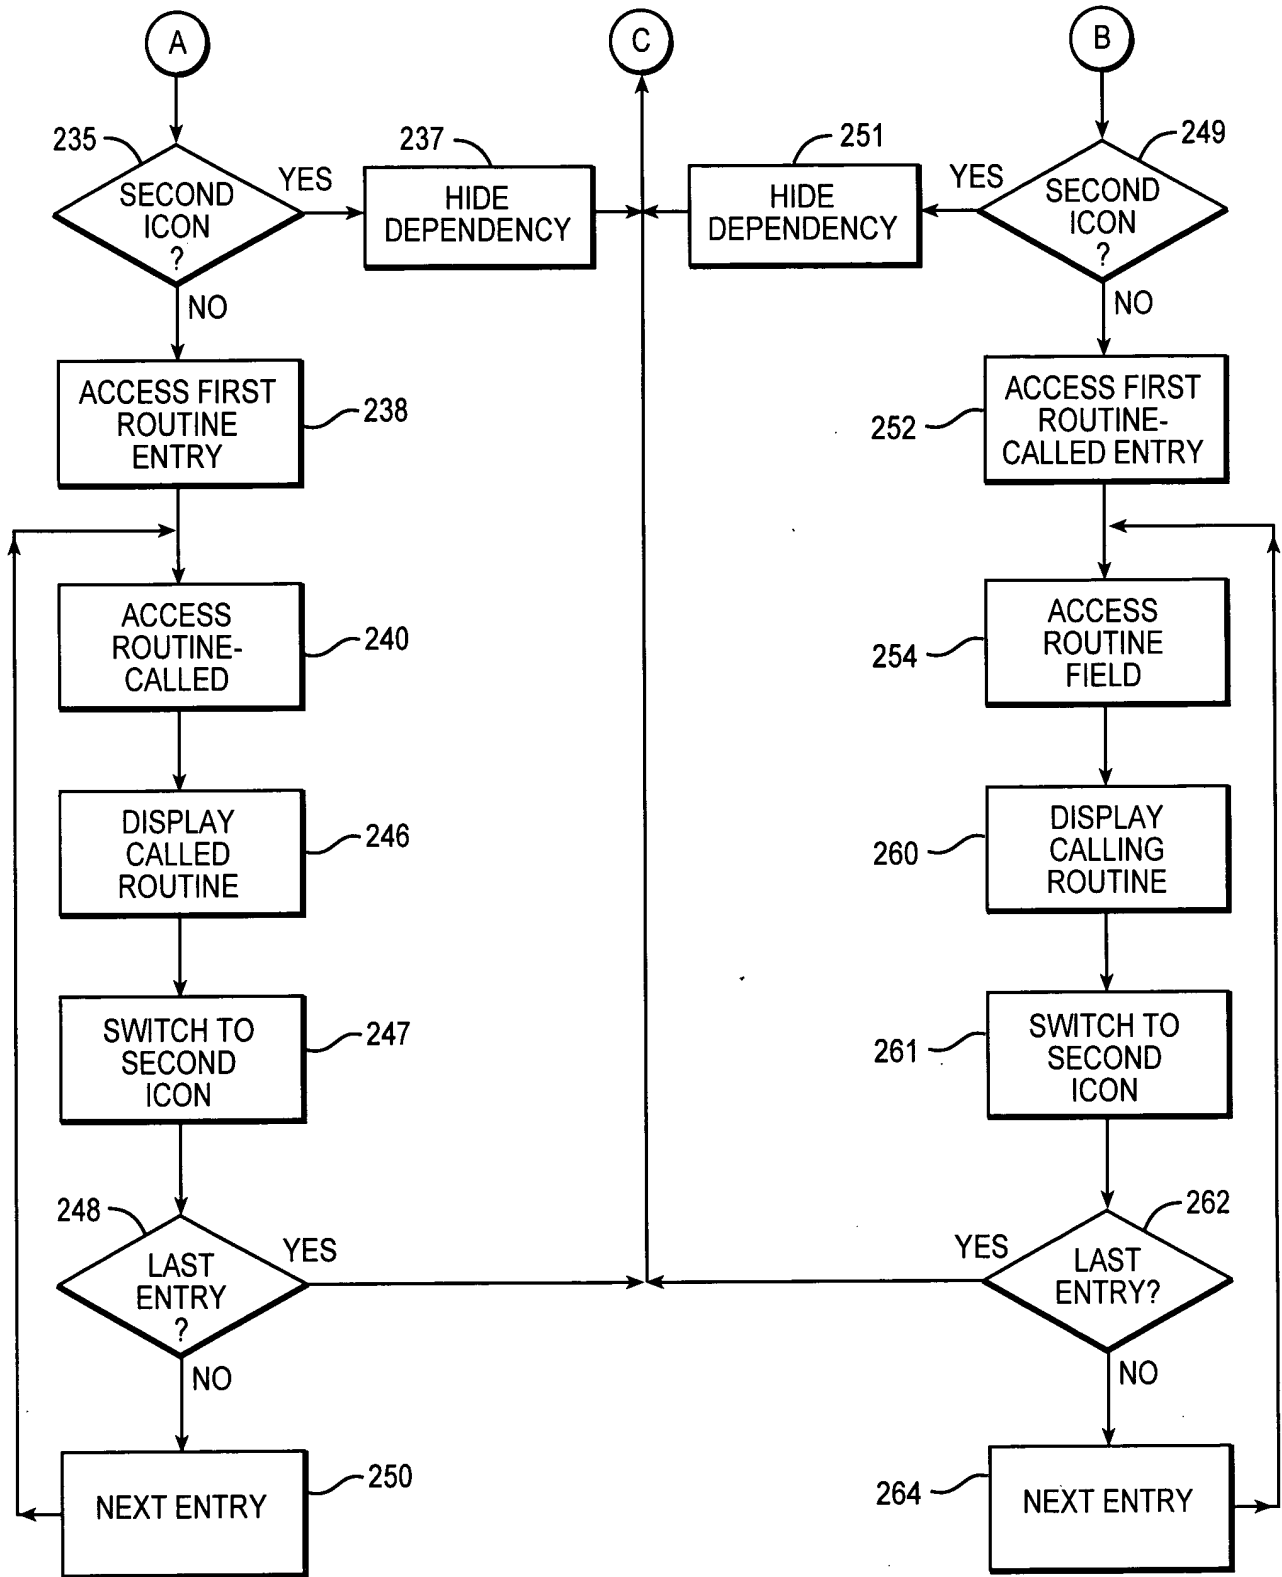 A
C
B
235
SECOND
ICON
?
YES
NO
237
HIDE
DEPENDENCY
251
HIDE
DEPENDENCY
249
YES
SECOND
ICON
?
NO
ACCESS FIRST
ROUTINE
ENTRY
238
252
ACCESS FIRST
ROUTINE-
CALLED ENTRY
ACCESS
ROUTINE-
CALLED
240
254
ACCESS
ROUTINE
FIELD
DISPLAY
CALLED
ROUTINE
246
260
DISPLAY
CALLING
ROUTINE
SWITCH TO
SECOND
ICON
247
261
SWITCH TO
SECOND
ICON
248
LAST
ENTRY
?
YES
NO
262
YES
LAST
ENTRY?
NO
NEXT ENTRY
250
264
NEXT ENTRY